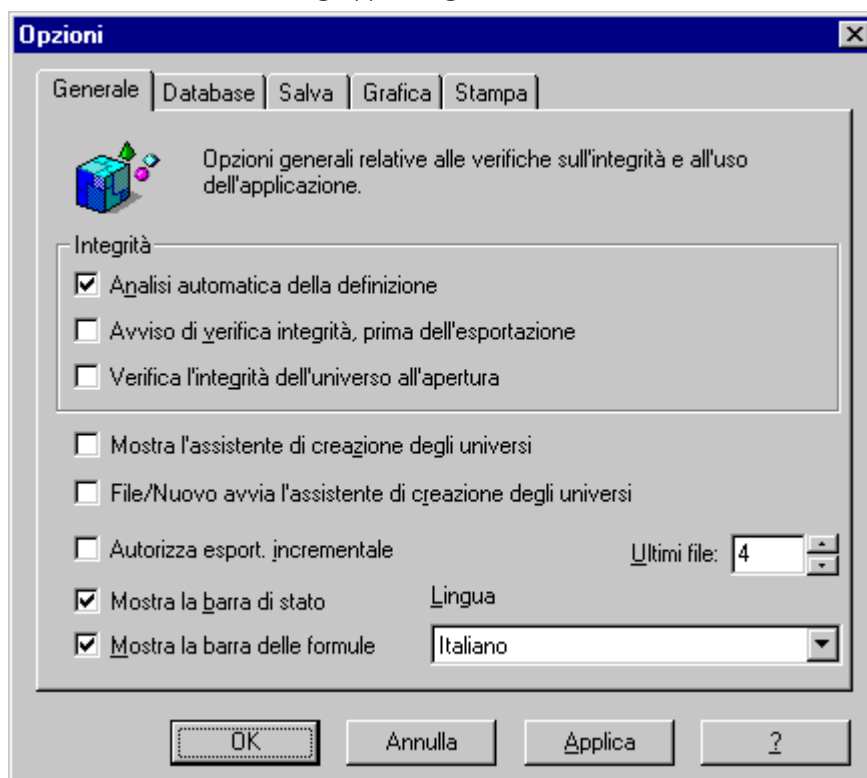 Opzioni
Generale Database Salva Grafica Stampa
Opzioni generali relative alle verifiche sull'integrità e all'uso
dell'applicazione.
Integrità
Analisi automatica della definizione
Avviso di verifica integrità, prima dell'esportazione
Verifica l'integrità dell'universo all'apertura
Mostra l'assistente di creazione degli universi
File/Nuovo avvia l'assistente di creazione degli universi
Autorizza esport. incrementale Ultimi file: 4
Mostra la barra di stato Lingua
Mostra la barra delle formule Italiano
OK Annulla Applica ?